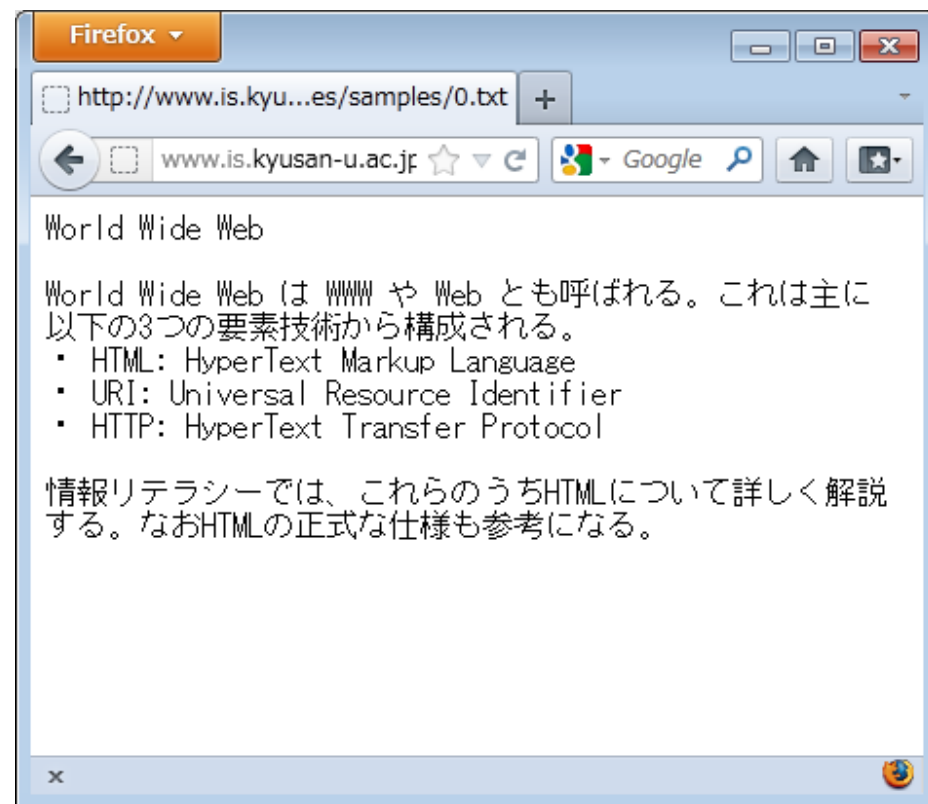 Firefox
http://www.is.kyu...es/samples/0.txt
www.is.kyusan-u.ac.jp
Google
World Wide Web
World Wide Web は WWW や Web とも呼ばれる。これは主に
以下の3つの要素技術から構成される。
・ HTML: HyperText Markup Language
・ URI: Universal Resource Identifier
・ HTTP: HyperText Transfer Protocol
情報リテラシーでは、これらのうちHTMLについて詳しく解説
する。なおHTMLの正式な仕様も参考になる。